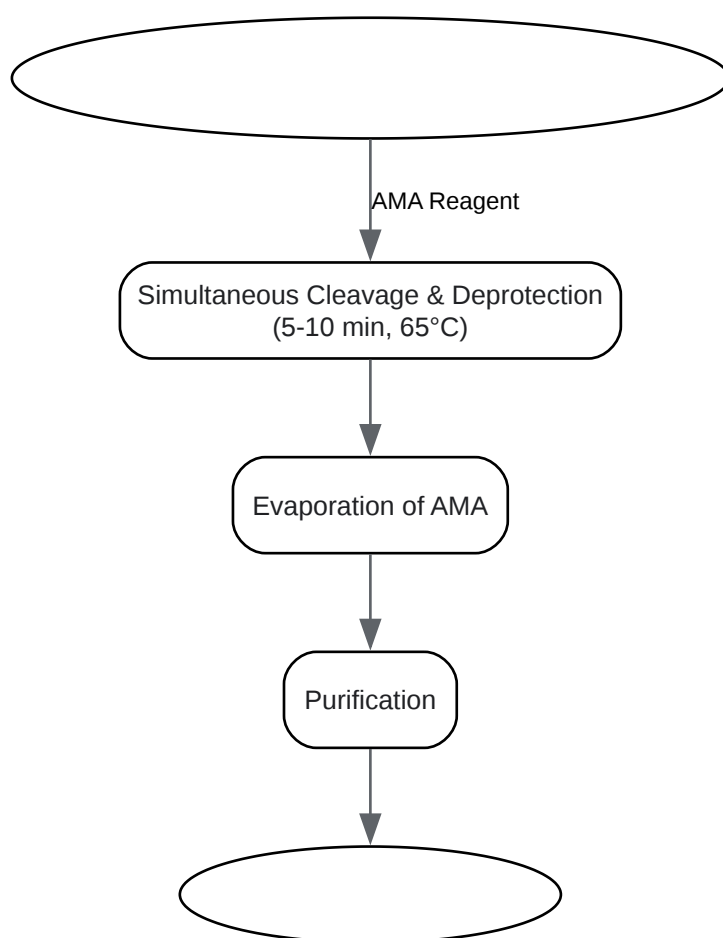 AMA Reagent
Simultaneous Cleavage & Deprotection
(5-10 min, 65°C)
Evaporation of AMA
Purification